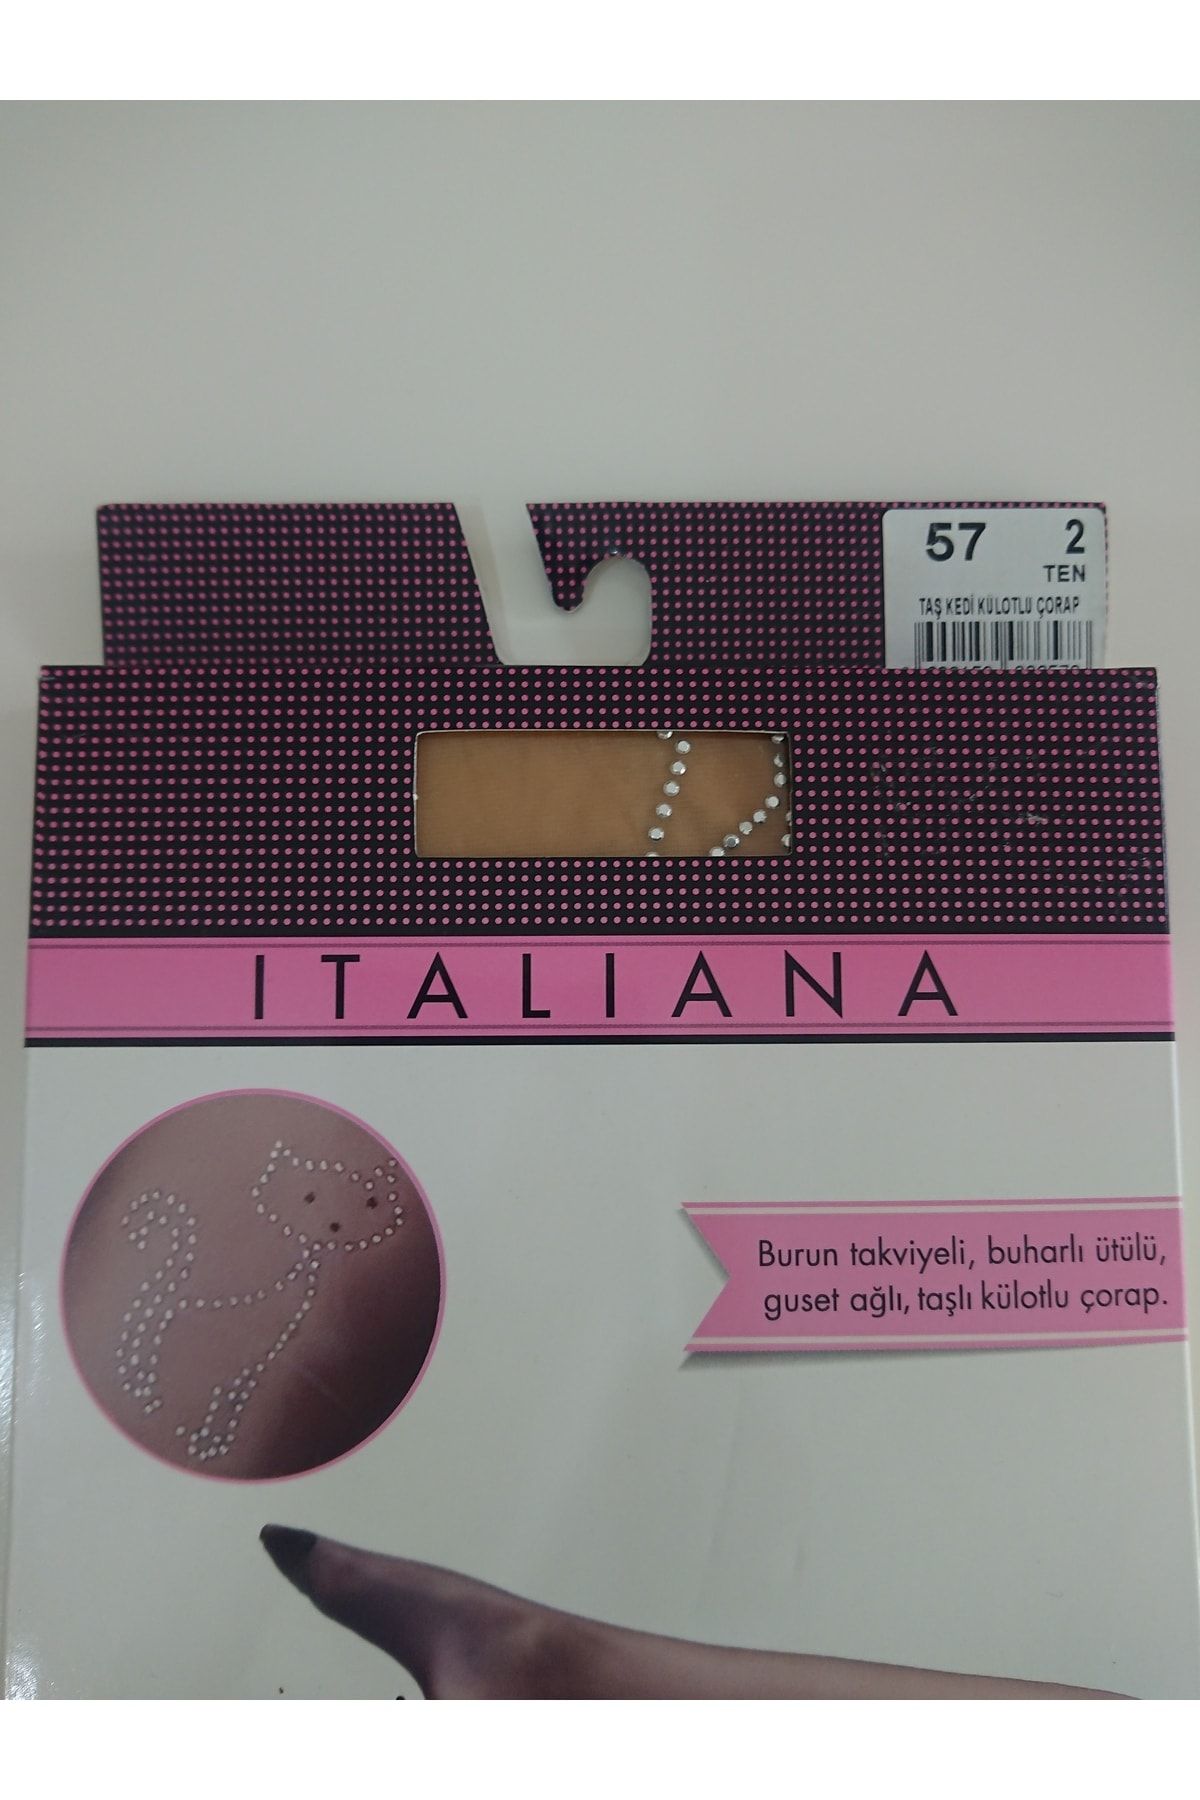 57 2
TEN
TAŞ KEDİ KÜLOTLU ÇORAP
ITALIANA
Burun takviyeli, buharlı ütülü,
guset ağlı, taşlı külotlu çorap.